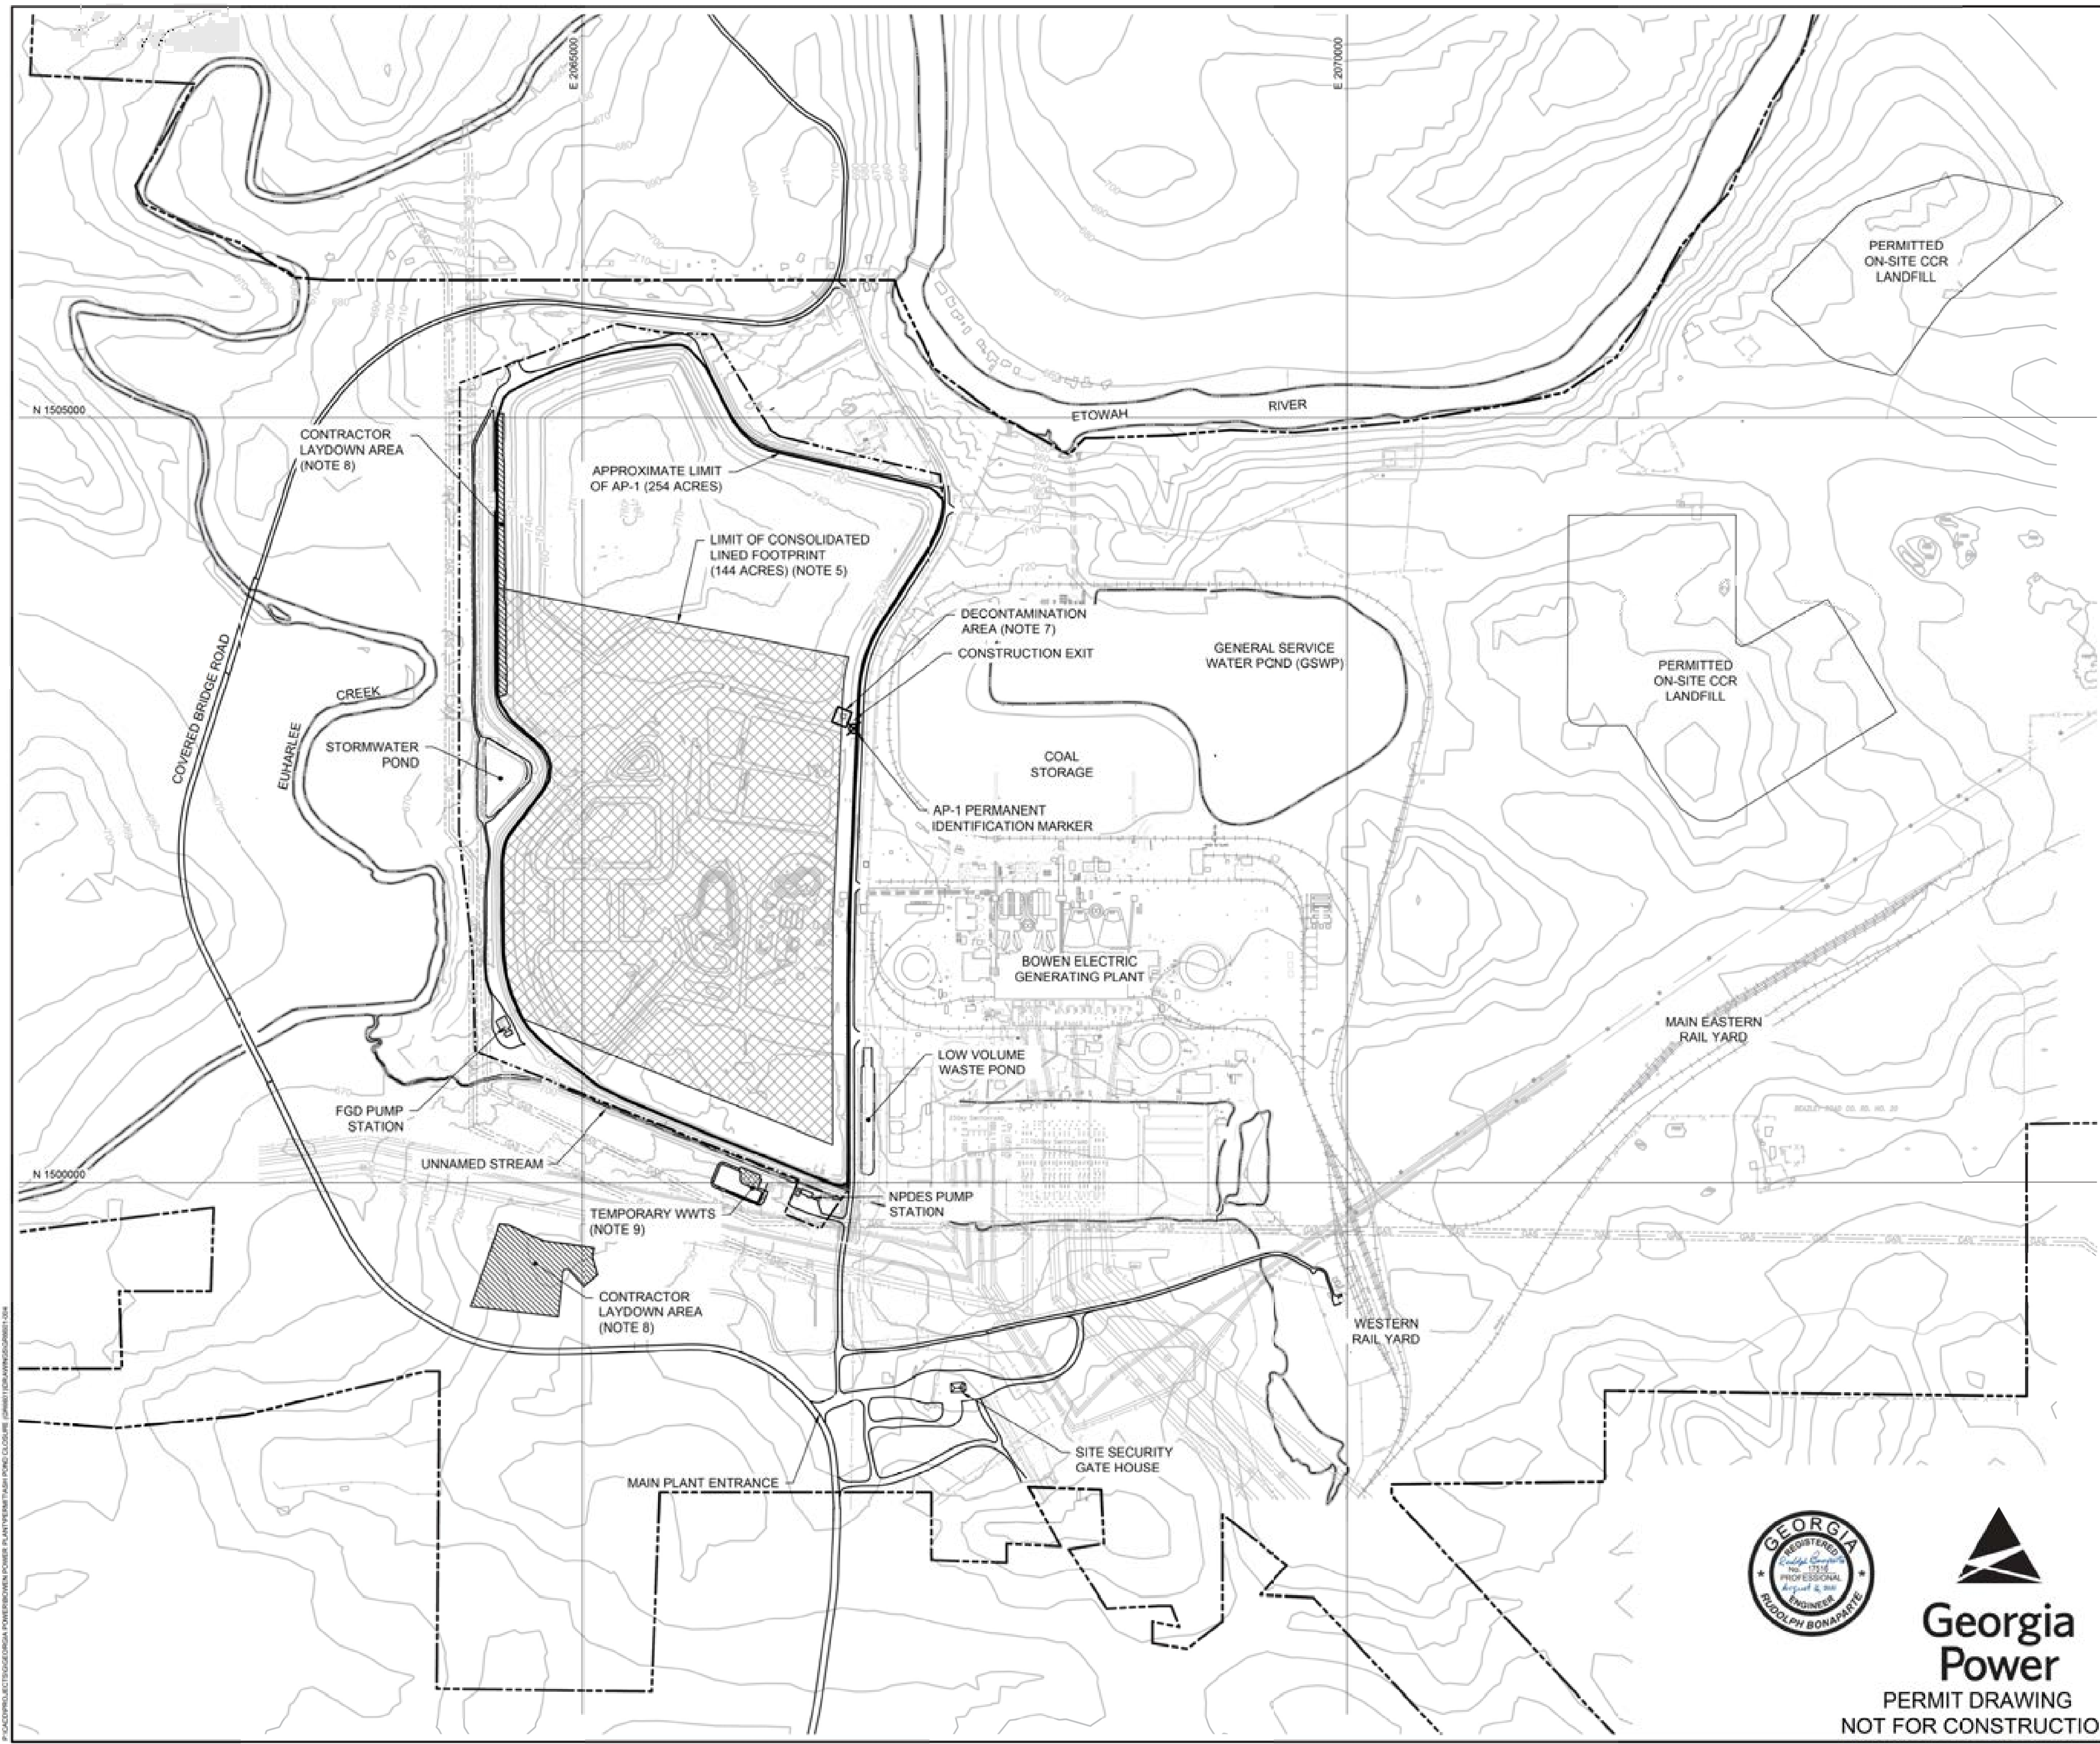 E 2065000
E 2070000
PERMITTED
ON-SITE CCR
LANDFILL
N 1505000
ETOWAH
RIVER
CONTRACTOR
LAYDOWN AREA
(NOTE 8)
APPROXIMATE LIMIT
OF AP-1 (254 ACRES)
LIMIT OF CONSOLIDATED
LINED FOOTPRINT
(144 ACRES) (NOTE 5)
DECONTAMINATION
AREA (NOTE 7)
CONSTRUCTION EXIT
GENERAL SERVICE
WATER POND (GSWP)
PERMITTED
ON-SITE CCR
LANDFILL
COVERED BRIDGE ROAD
EUHARLEE
CREEK
STORMWATER
POND
COAL
STORAGE
AP-1 PERMANENT
IDENTIFICATION MARKER
BOWEN ELECTRIC
GENERATING PLANT
MAIN EASTERN
RAIL YARD
LOW VOLUME
WASTE POND
FGD PUMP
STATION
UNNAMED STREAM
N 1500000
NPDES PUMP
STATION
TEMPORARY WWTS
(NOTE 9)
CONTRACTOR
LAYDOWN AREA
(NOTE 8)
WESTERN
RAIL YARD
SITE SECURITY
GATE HOUSE
MAIN PLANT ENTRANCE
GEORGIA
REGISTERED
No. 17516
PROFESSIONAL
ENGINEER
RUDOLPH BONAPARTE
Georgia
Power
PERMIT DRAWING
NOT FOR CONSTRUCTIO